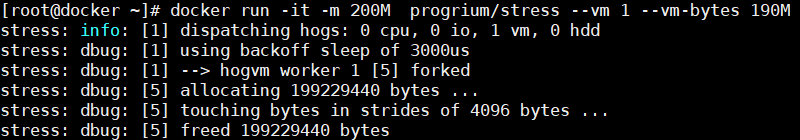 [root@docker ~]# docker run -it -m 200M  progrium/stress --vm 1 --vm-bytes 190M
stress: info: [1] dispatching hogs: 0 cpu, 0 io, 1 vm, 0 hdd
stress: dbug: [1] using backoff sleep of 3000us
stress: dbug: [1] --> hogvm worker 1 [5] forked
stress: dbug: [5] allocating 199229440 bytes ...
stress: dbug: [5] touching bytes in strides of 4096 bytes ...
stress: dbug: [5] freed 199229440 bytes